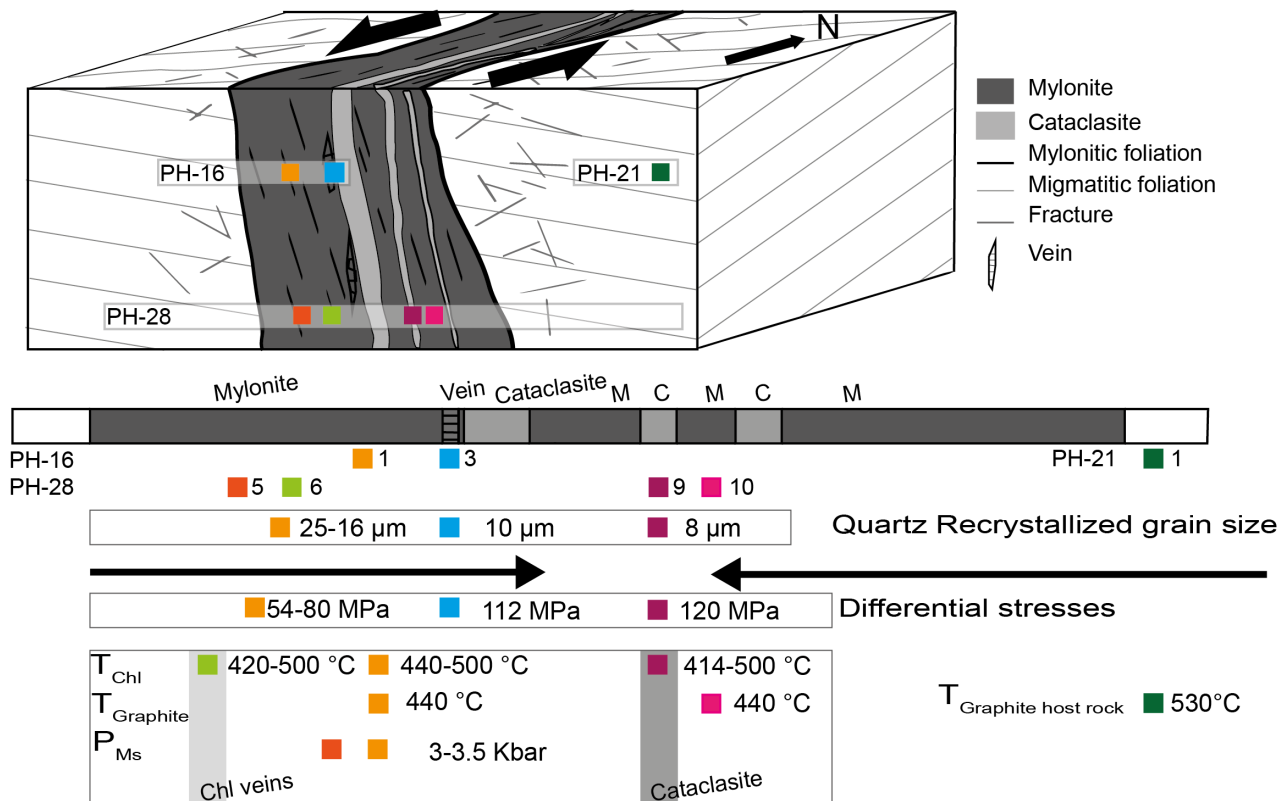 N
Mylonite
Cataclasite
Mylonitic foliation
Migmatitic foliation
Fracture
Vein
PH-16
PH-21
PH-28
Mylonite Vein Cataclasite M C M C M
PH-16 1 3 PH-21 1
PH-28 5 6 9 10
25-16 µm 10 µm 8 µm Quartz Recrystallized grain size
54-80 MPa 112 MPa 120 MPa Differential stresses
TChl 420-500 °C 440-500 °C 414-500 °C
TGraphite 440 °C 440 °C TGraphite host rock 530°C
PMs 3-3.5 Kbar
Chl veins Cataclasite